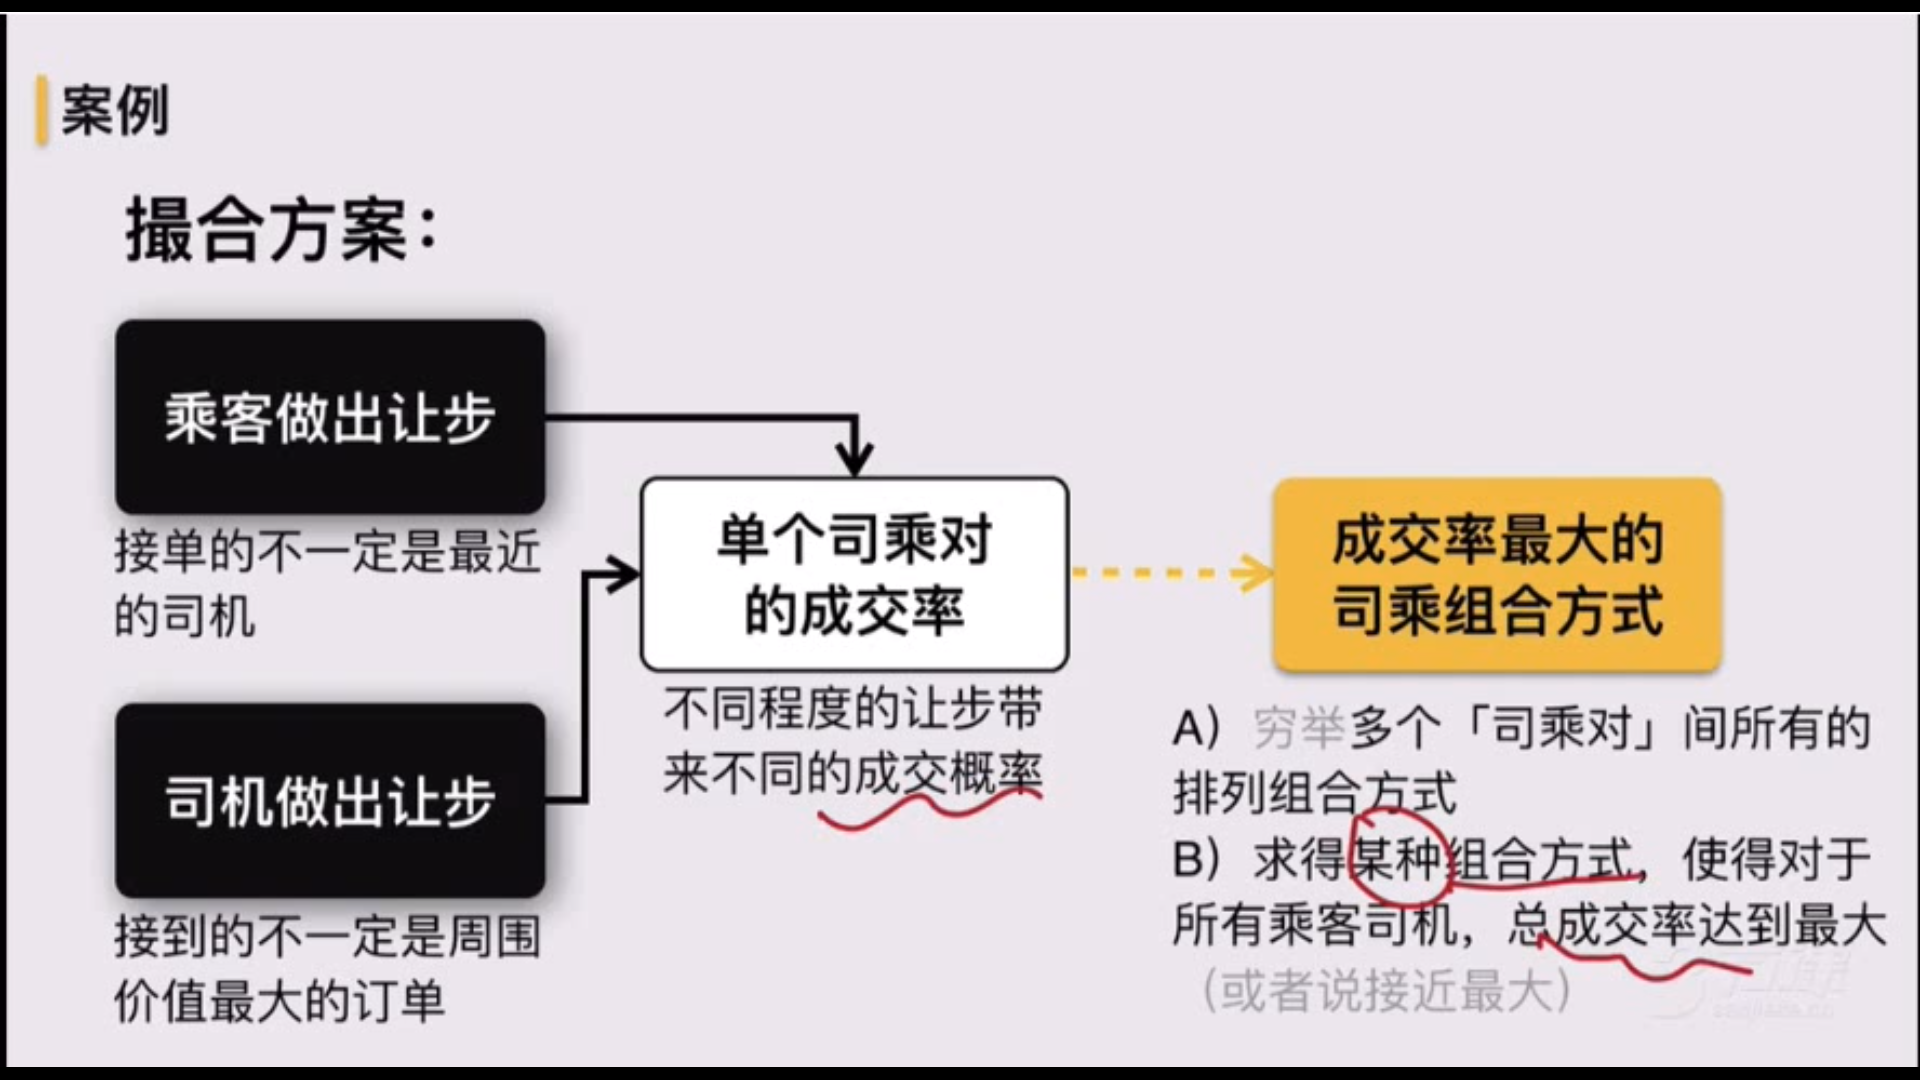 案例
撮合方案：
乘客做出让步
接单的不一定是最近
的司机
司机做出让步
接到的不一定是周围
价值最大的订单
单个司乘对
的成交率
不同程度的让步带
来不同的成交概率
成交率最大的
司乘组合方式
A）穷举多个「司乘对」间所有的
排列组合方式
B）求得某种组合方式，使得对于
所有乘客司机，总成交率达到最大
（或者说接近最大）